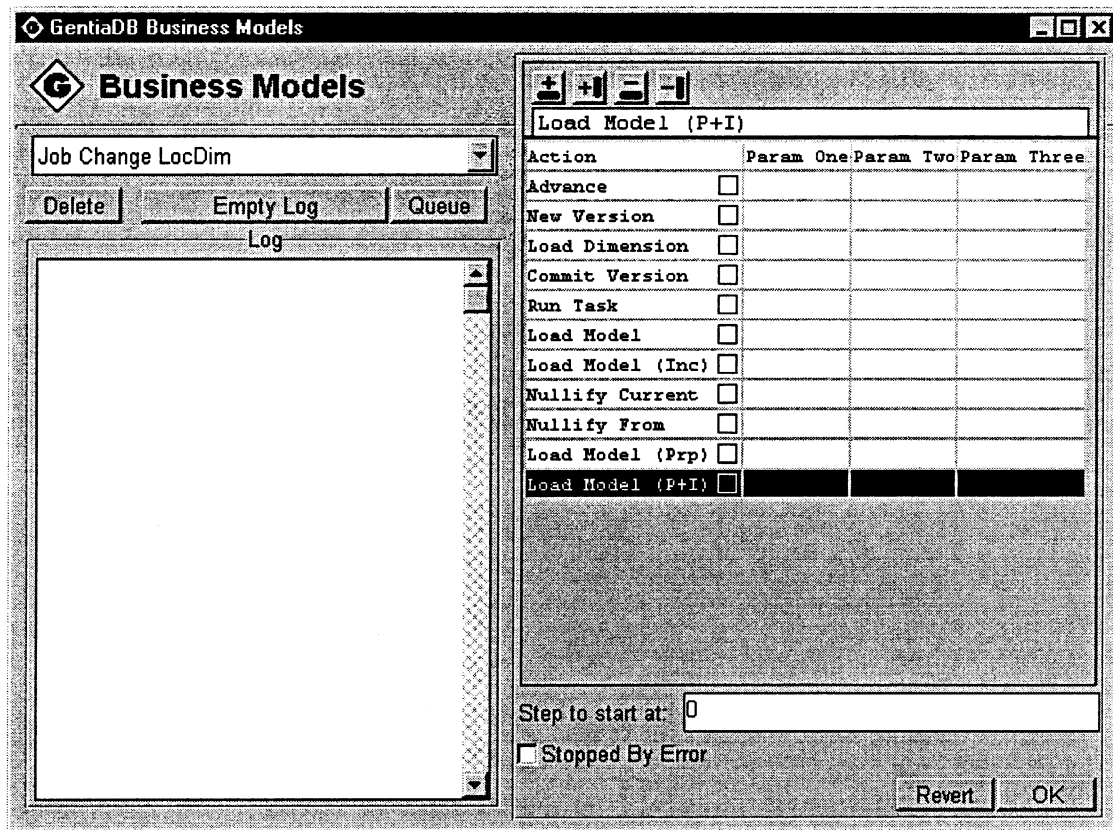 GentiaDB Business Models
G Business Models
Job Change LocDim
Delete Empty Log Queue
Log
Load Model (P+I)
Action Param One Param Two Param Three
Advance
New Version
Load Dimension
Commit Version
Run Task
Load Model
Load Model (Inc)
Nullify Current
Nullify From
Load Model (Prp)
Load Model (P+I)
Step to start at: 0
Stopped By Error
Revert OK